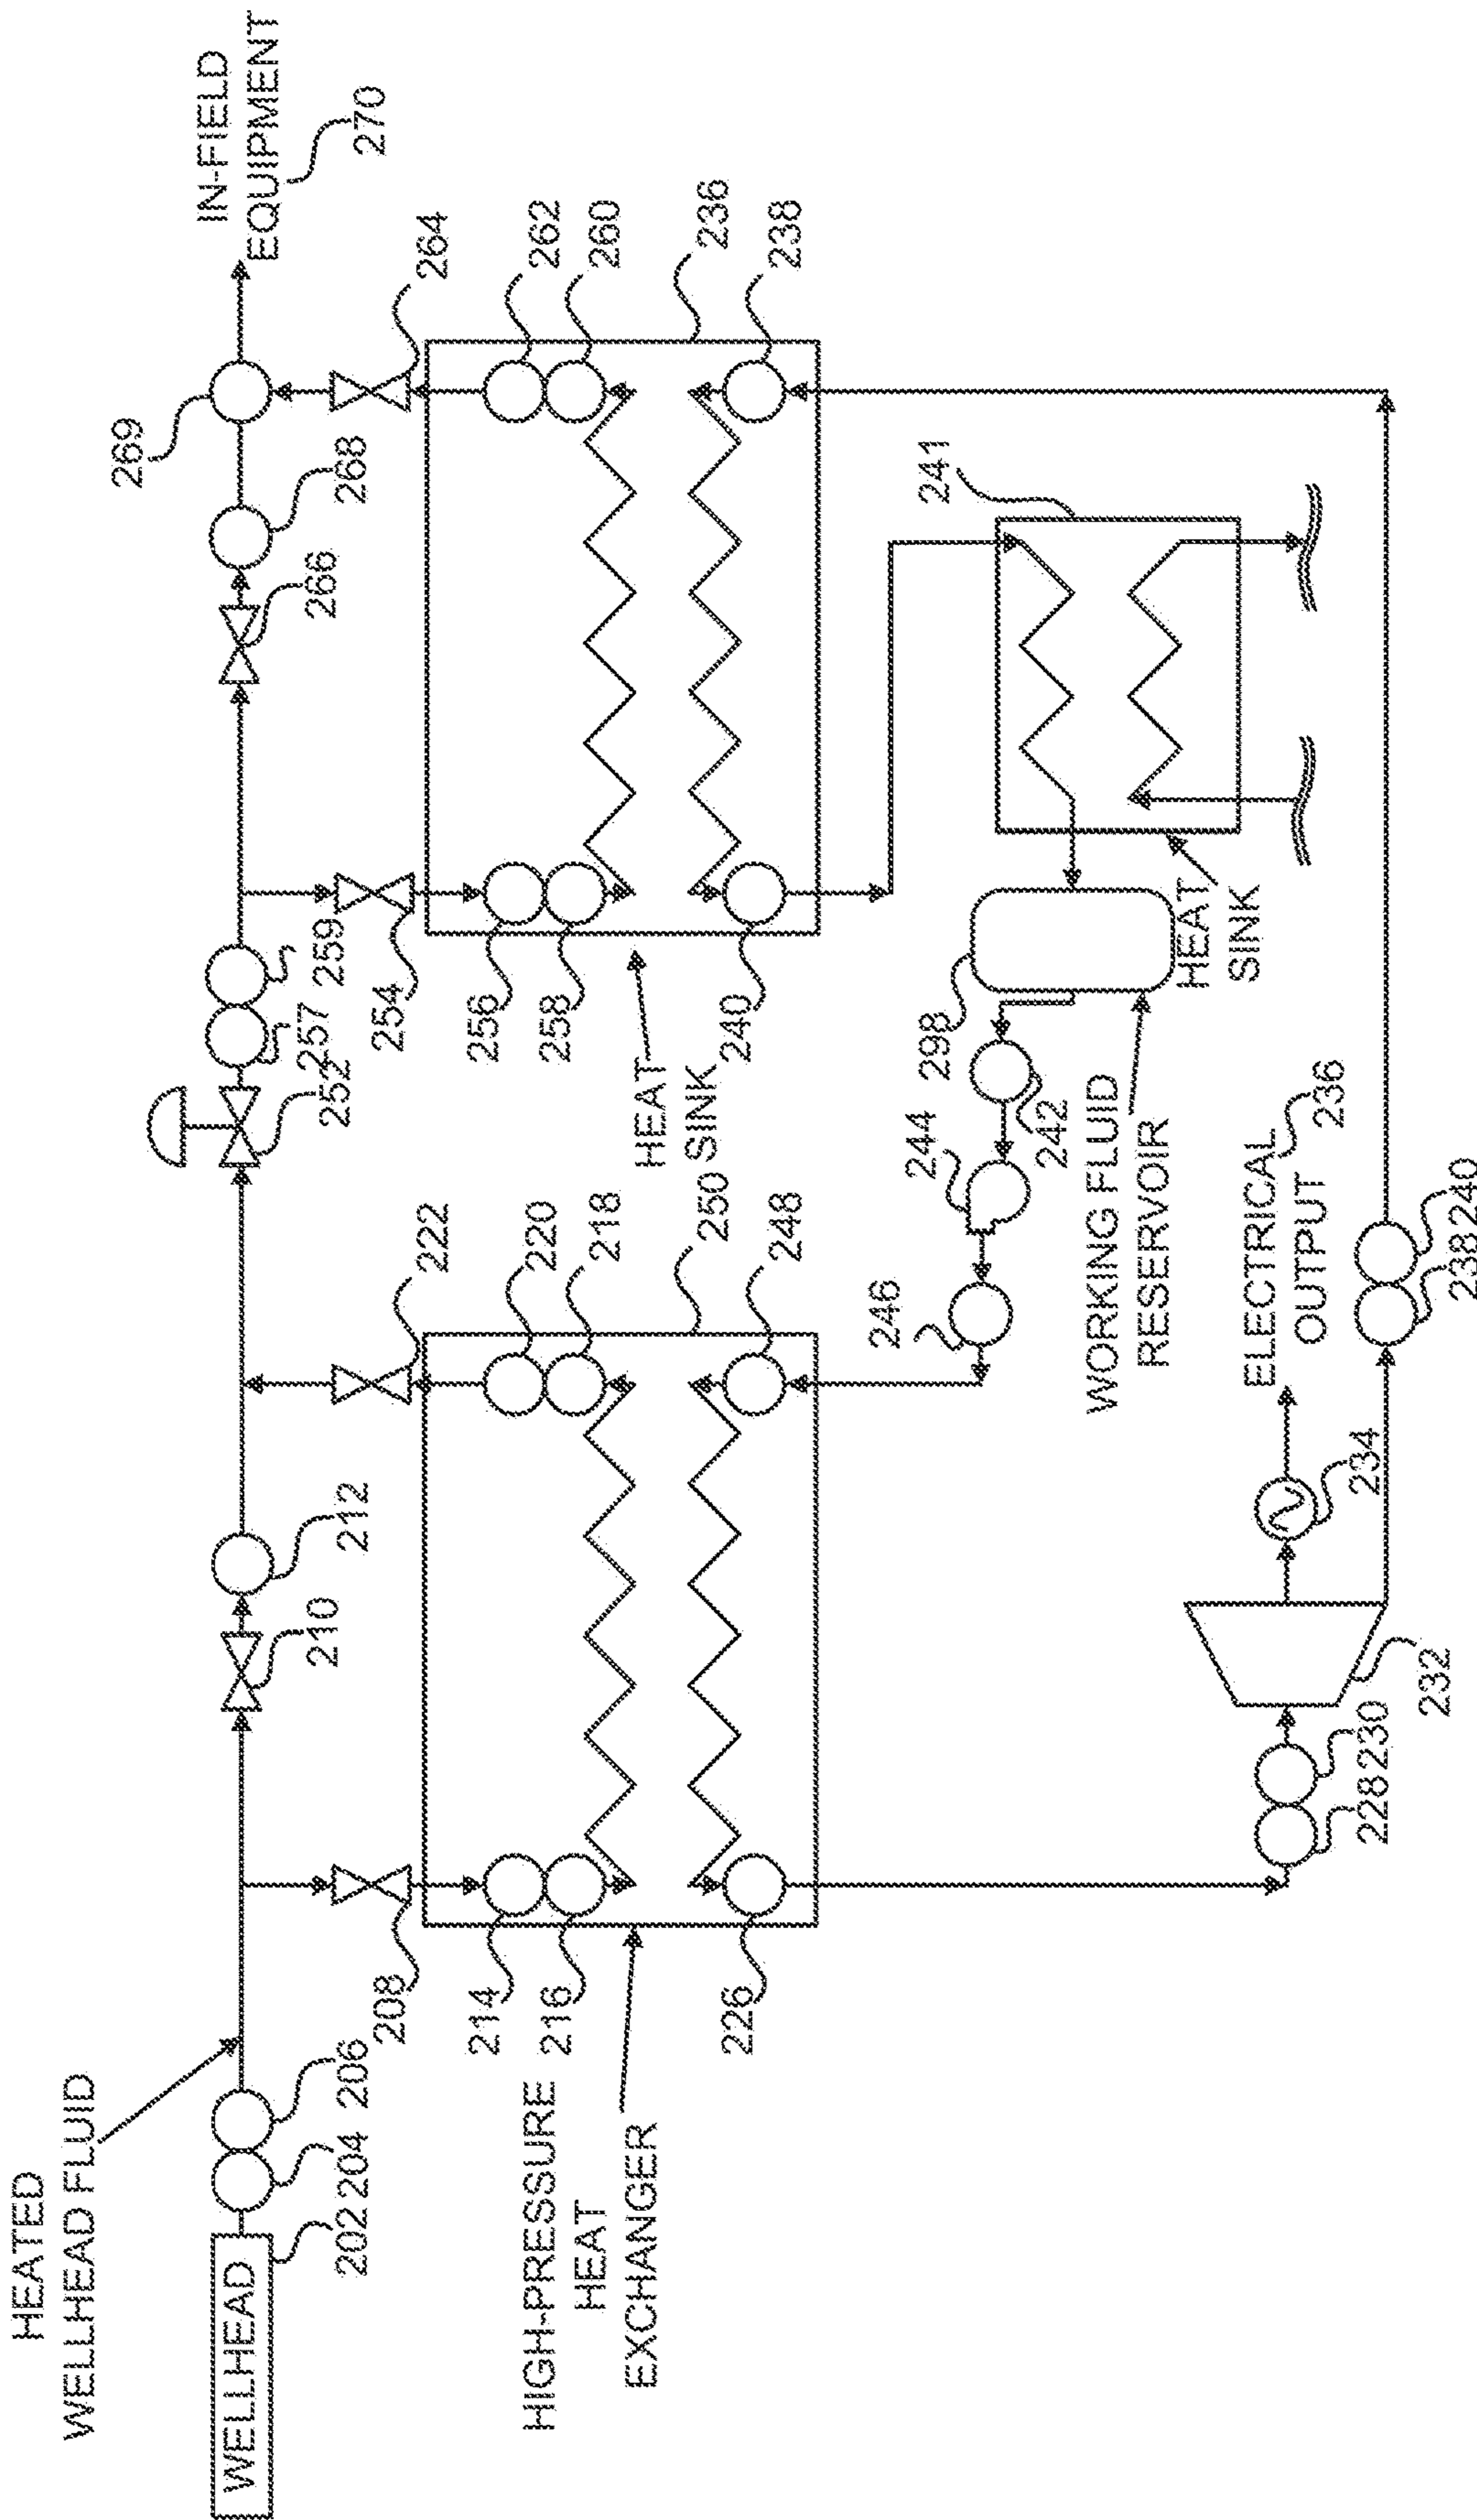 HEATED
WELLHEAD FLUID
WELLHEAD
202
204
206
210
212
208
222
HIGH-PRESSURE
HEAT
EXCHANGER
214
216
226
220
218
250
248
252
257
259
254
HEAT
SINK
256
258
240
266
268
269
IN-FIELD
EQUIPMENT
270
264
262
260
236
238
241
HEAT
SINK
298
242
244
246
WORKING FLUID
RESERVOIR
ELECTRICAL
OUTPUT
236
234
232
228
230
238
240